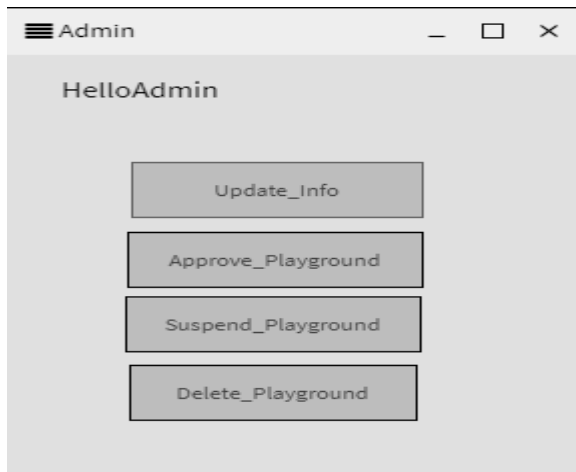 Admin
HelloAdmin
Update_Info
Approve_Playground
Suspend_Playground
Delete_Playground